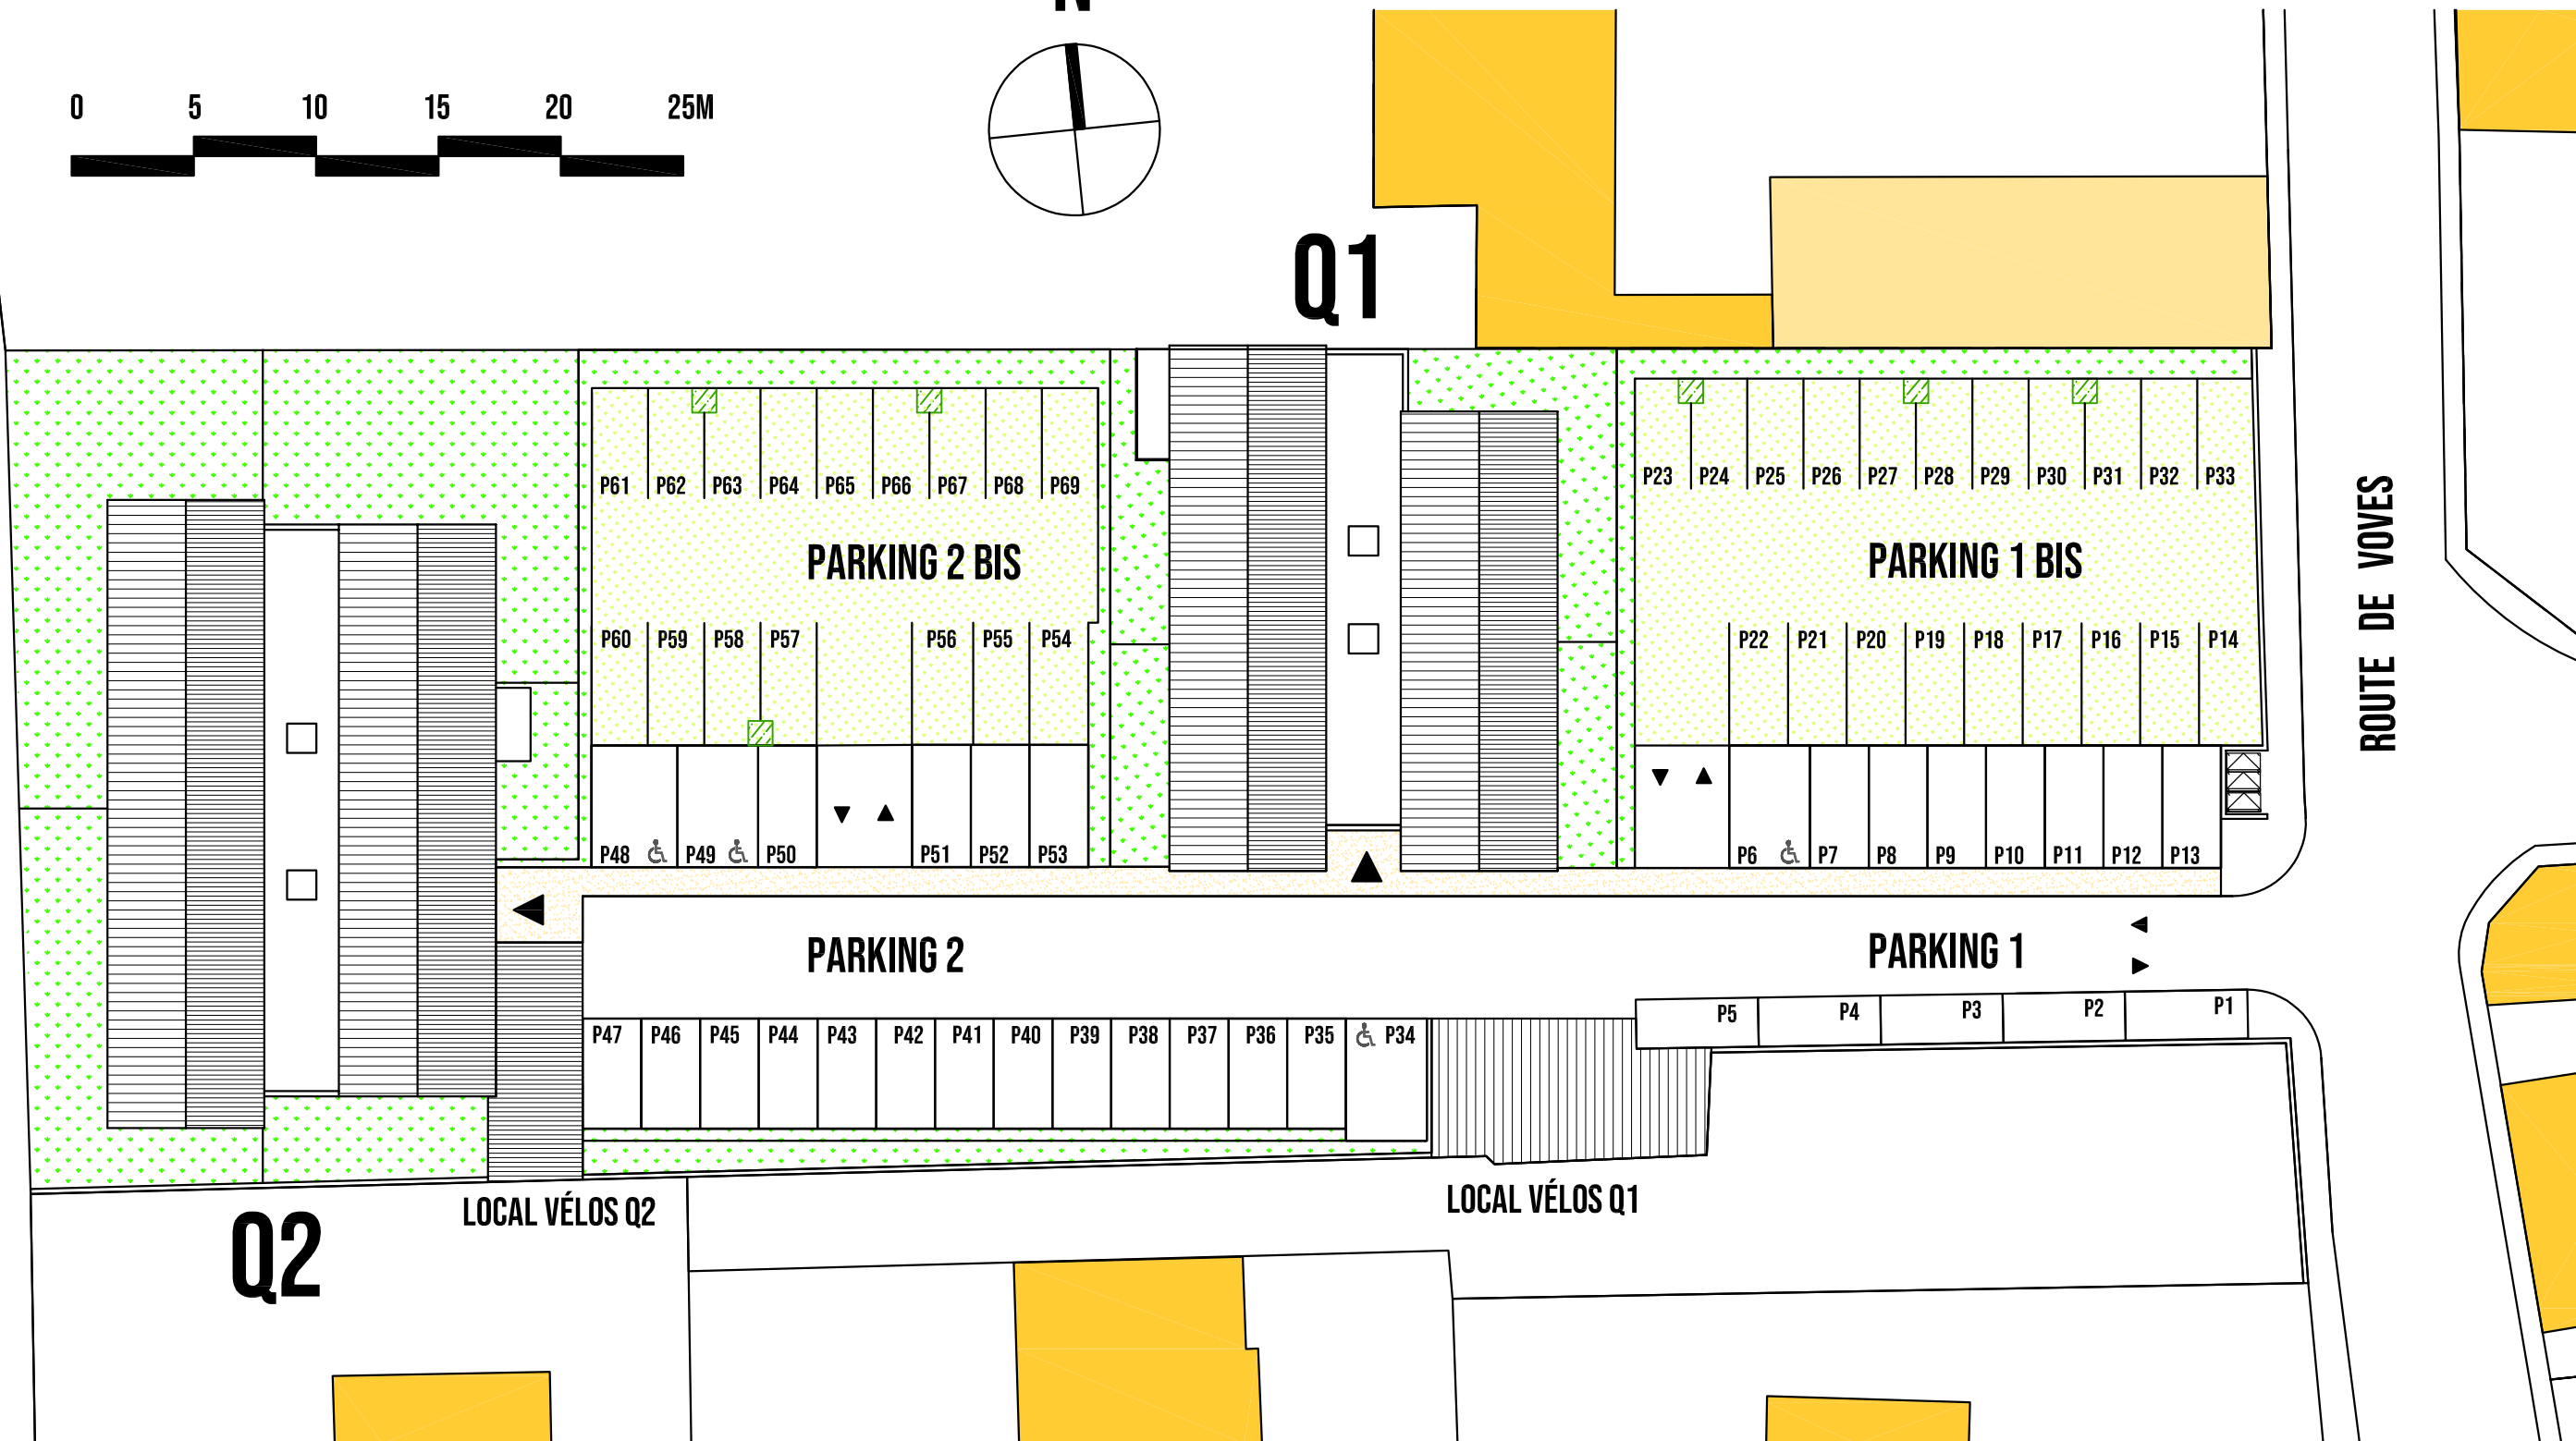 N
0 5 10 15 20 25M
Q1
P61 P62 P63 P64 P65 P66 P67 P68 P69
P23 P24 P25 P26 P27 P28 P29 P30 P31 P32 P33
PARKING 2 BIS
PARKING 1 BIS
ROUTE DE VOVES
P60 P59 P58 P57 P56 P55 P54
P22 P21 P20 P19 P18 P17 P16 P15 P14
P48 P49 P50 P51 P52 P53
P6 P7 P8 P9 P10 P11 P12 P13
PARKING 2
PARKING 1
P5 P4 P3 P2 P1
P47 P46 P45 P44 P43 P42 P41 P40 P39 P38 P37 P36 P35 P34
LOCAL VÉLOS Q2
LOCAL VÉLOS Q1
Q2